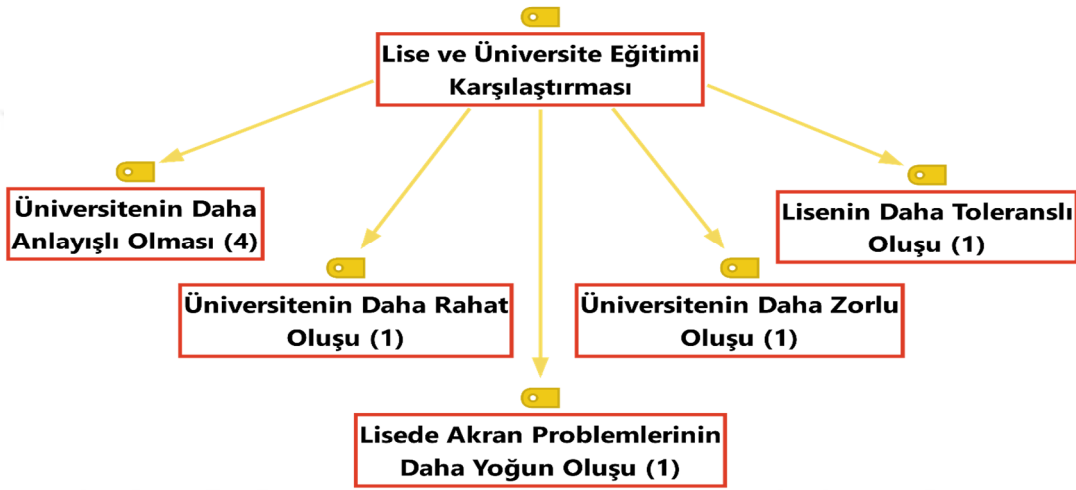 Lise ve Üniversite Eğitimi
Karşılaştırması
Üniversitenin Daha
Anlayışlı Olması (4)
Lisenin Daha Toleranslı
Oluşu (1)
Üniversitenin Daha Rahat
Oluşu (1)
Üniversitenin Daha Zorlu
Oluşu (1)
Lisede Akran Problemlerinin
Daha Yoğun Oluşu (1)